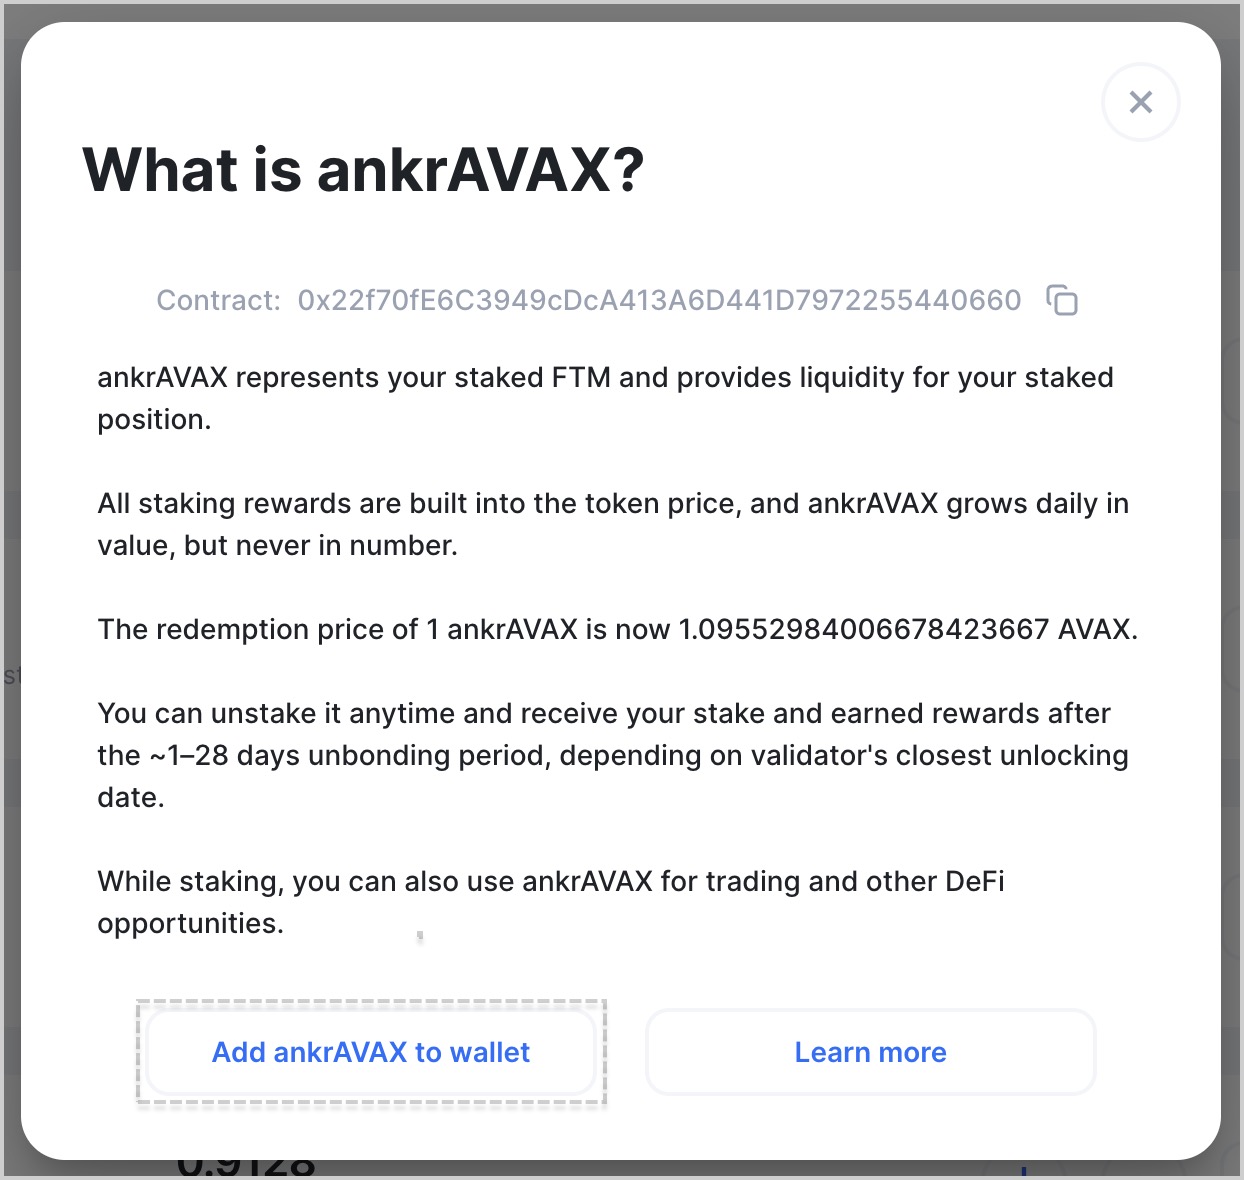 What is ankrAVAX?
Contract: 0x22f70fE6C3949cDcA413A6D441D7972255440660
ankrAVAX represents your staked FTM and provides liquidity for your staked
position.
All staking rewards are built into the token price, and ankrAVAX grows daily in
value, but never in number.
The redemption price of 1 ankrAVAX is now 1.09552984006678423667 AVAX.
st
You can unstake it anytime and receive your stake and earned rewards after
the ~1–28 days unbonding period, depending on validator's closest unlocking
date.
While staking, you can also use ankrAVAX for trading and other DeFi
opportunities.
Add ankrAVAX to wallet
Learn more
0.9128